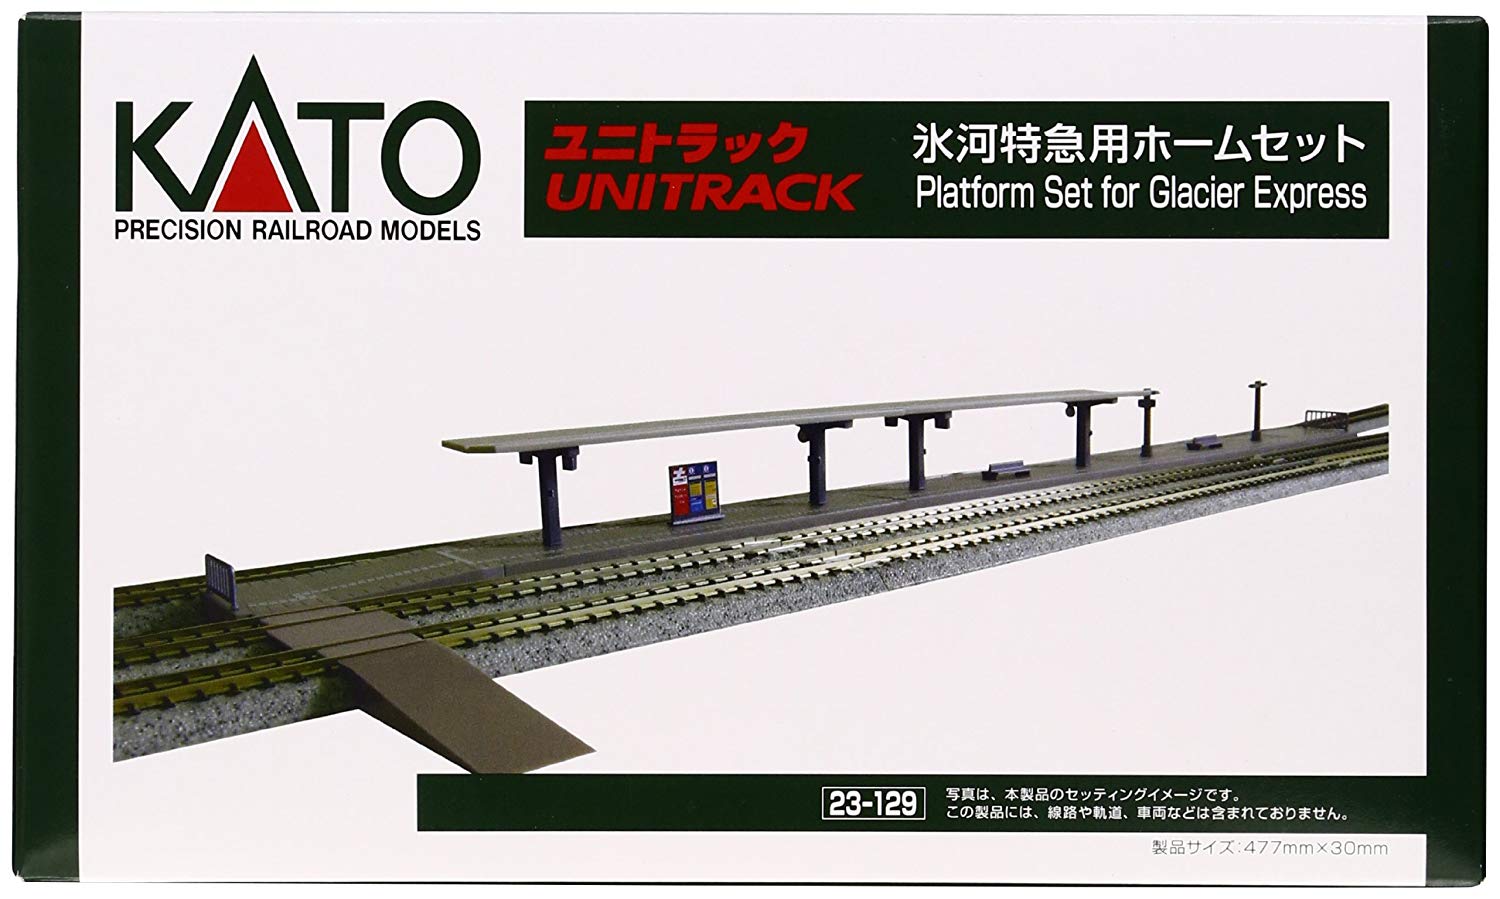 KATO
PRECISION RAILROAD MODELS
ユニトラック
UNITRACK
氷河特急用ホームセット
Platform Set for Glacier Express
23-129
写真は、本製品のセッティングイメージです。
この製品には、線路や軌道、車両などは含まれておりません。
製品サイズ:477mm×30mm